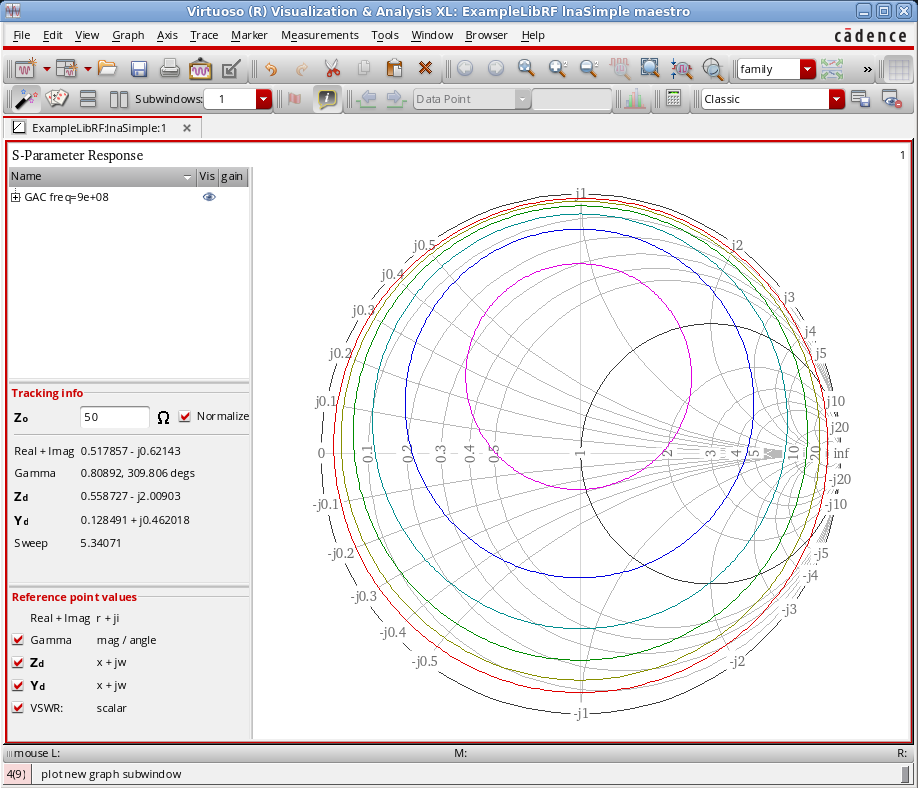 Virtuoso (R) Visualization & Analysis XL: ExampleLibRF lnaSimple maestro
File Edit View Graph Axis Trace Marker Measurements Tools Window Browser Help
cādence
family
»
Subwindows: 1
Data Point
Classic
ExampleLibRF:lnaSimple:1
S-Parameter Response
1
Name Vis gain
GAC freq=9e+08
Tracking info
Zo 50 Ω Normalize
Real + Imag 0.517857 - j0.62143
Gamma 0.80892, 309.806 degs
Zd 0.558727 - j2.00903
Yd 0.128491 + j0.462018
Sweep 5.34071
Reference point values
Real + Imag r + ji
Gamma mag / angle
Zd x + jw
Yd x + jw
VSWR: scalar
j1
j0.5 j2
j0.4
j0.3 j3
j4
j0.2 j5
j0.1 j10
j20
0 0.1 0.2 0.3 0.4 0.5 1 2 3 4 5 10 20 inf
-j20
-j0.1 -j10
-j0.2 -j5
-j4
-j0.3 -j3
-j0.4
-j0.5 -j2
-j1
mouse L: M: R:
4(9) plot new graph subwindow